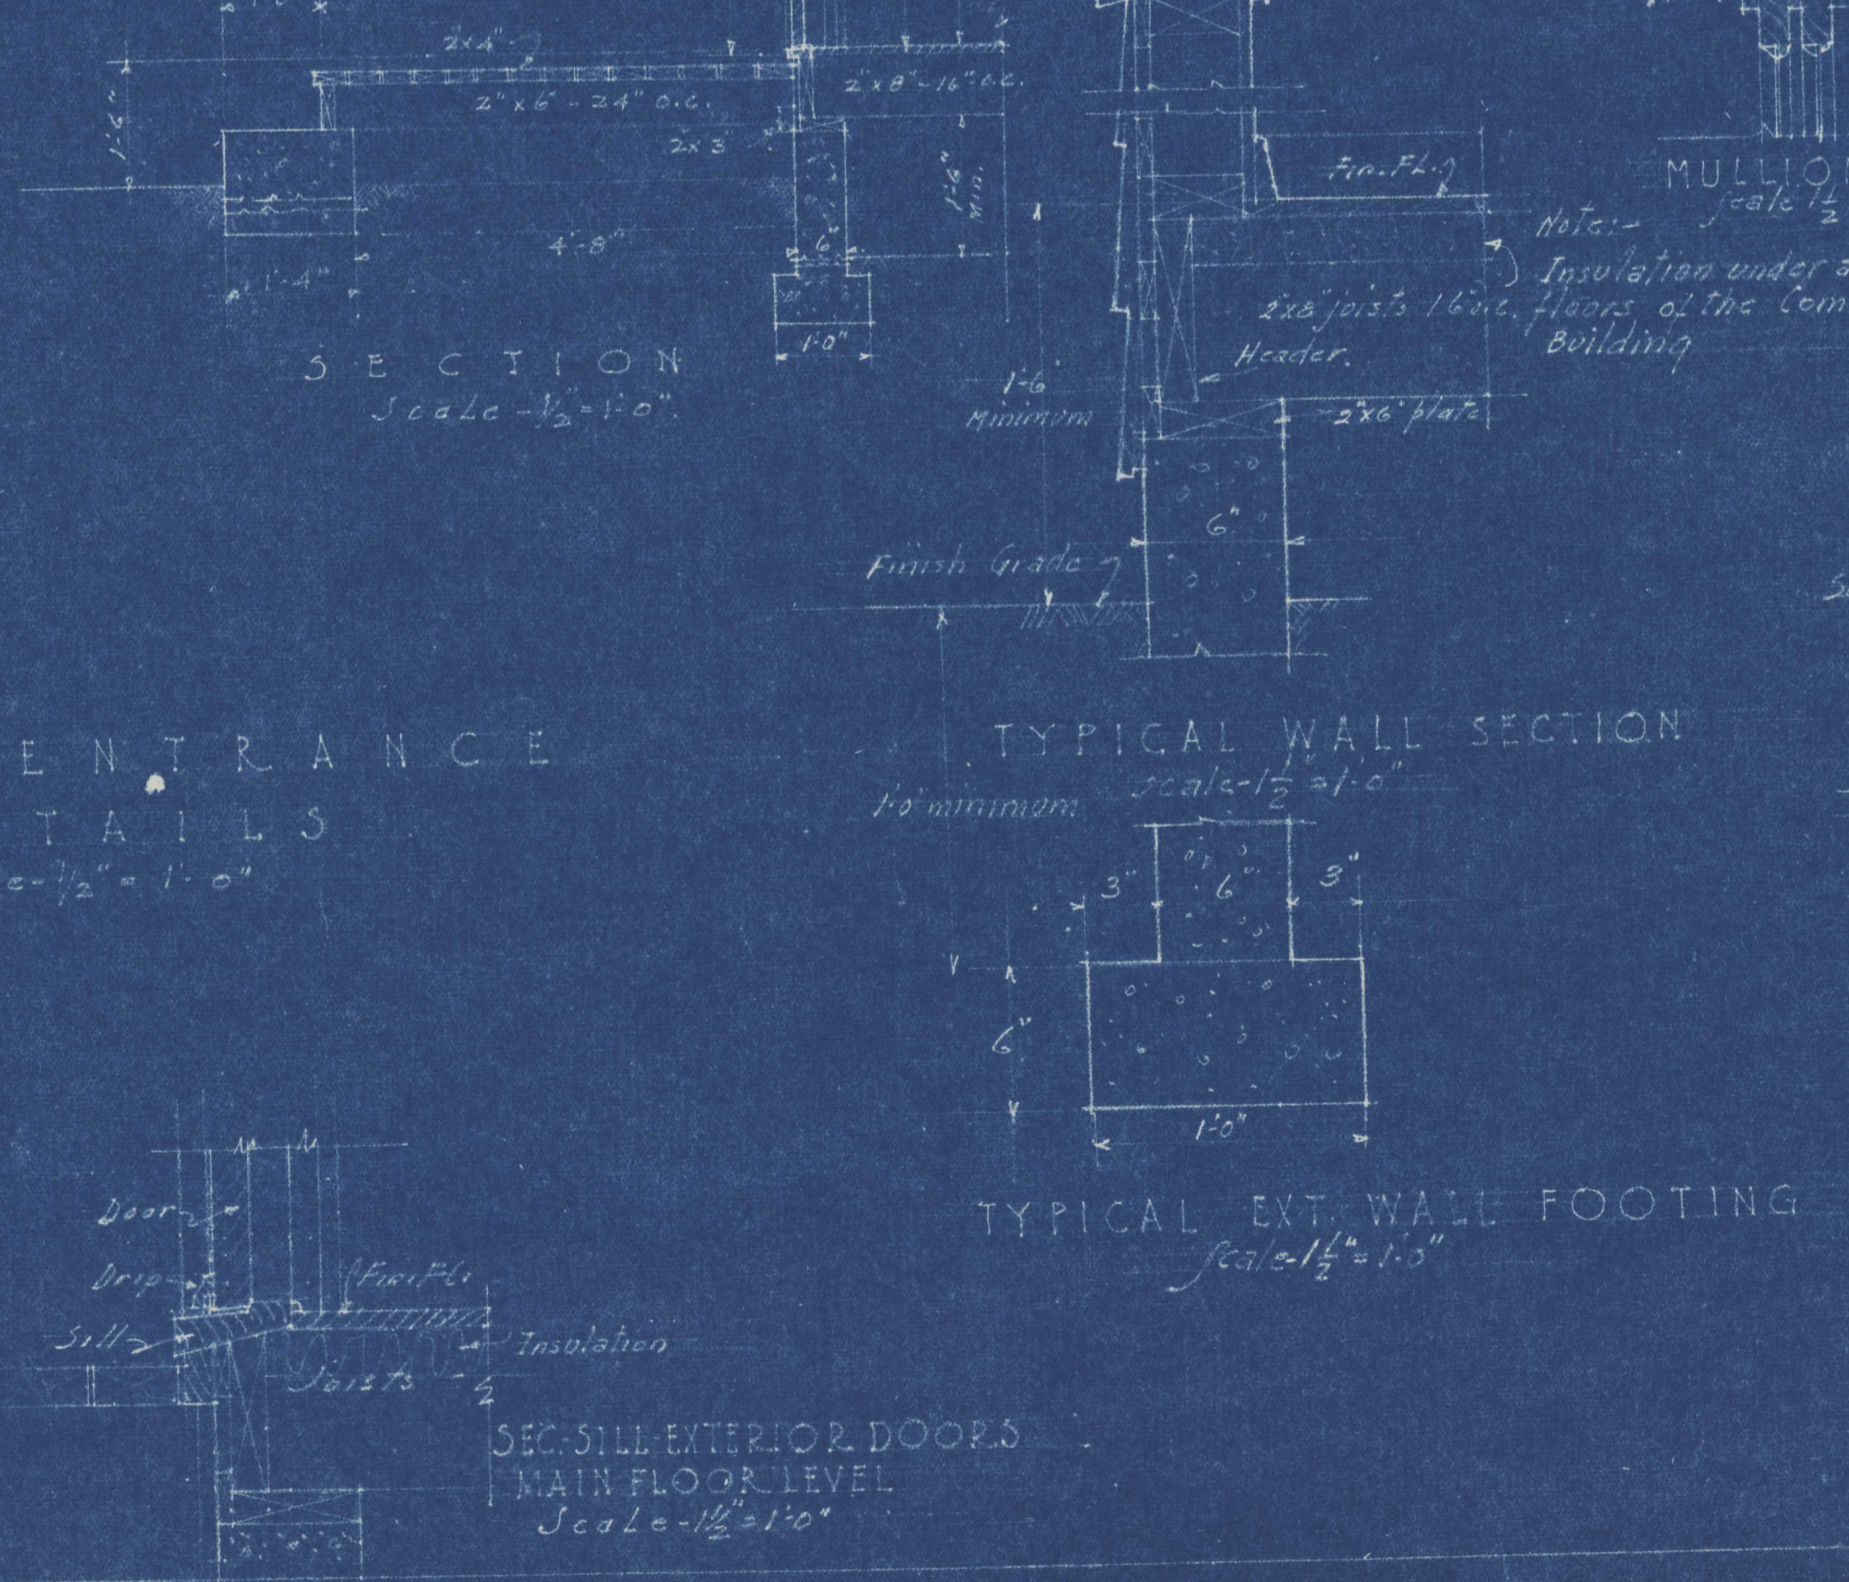 2x4"
2"x6" - 24" o.c.
2"x8"-16" o.c.
2x3
1'-6"
1'-6"
Min.
4'-8"
6"
1'-4"
1'-0"
SECTION
Scale - 1/2" = 1'-0"
Fin. FL.
MULLION
Scale 1 1/2
Note:-
Insulation under a
2x8 joists 16 o.c. floors of the Com
Building
Header.
1'-6"
Minimum
2"x6" plate
6"
Finish Grade
ENTRANCE
TAILS
e - 1/2" = 1'-0"
TYPICAL WALL SECTION
Scale - 1 1/2" = 1'-0"
1'-0" minimum
3" 6" 3"
6"
1'-0"
TYPICAL EXT. WALL FOOTING
Scale - 1 1/2" = 1'-0"
Door
Drip
Fin. FL.
Sill
Insulation
Joists
SEC.-SILL-EXTERIOR DOORS
MAIN FLOOR LEVEL
Scale - 1 1/2" = 1'-0"